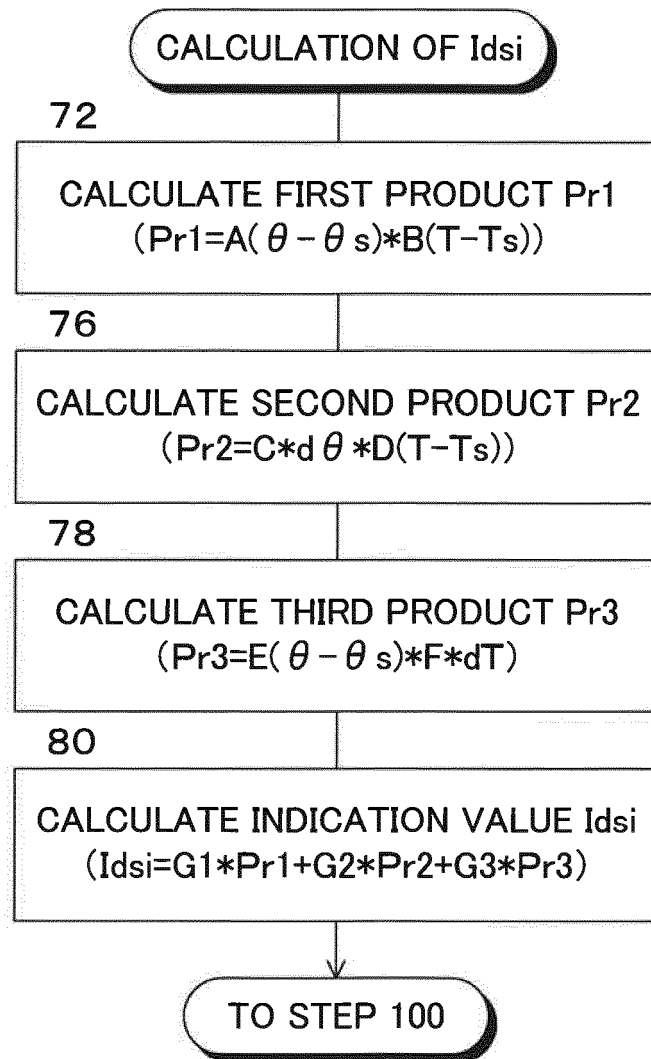 CALCULATION OF Idsi
72
CALCULATE FIRST PRODUCT Pr1
(Pr1=A(θ-θs)*B(T-Ts))
76
CALCULATE SECOND PRODUCT Pr2
(Pr2=C*dθ*D(T-Ts))
78
CALCULATE THIRD PRODUCT Pr3
(Pr3=E(θ-θs)*F*dT)
80
CALCULATE INDICATION VALUE Idsi
(Idsi=G1*Pr1+G2*Pr2+G3*Pr3)
TO STEP 100